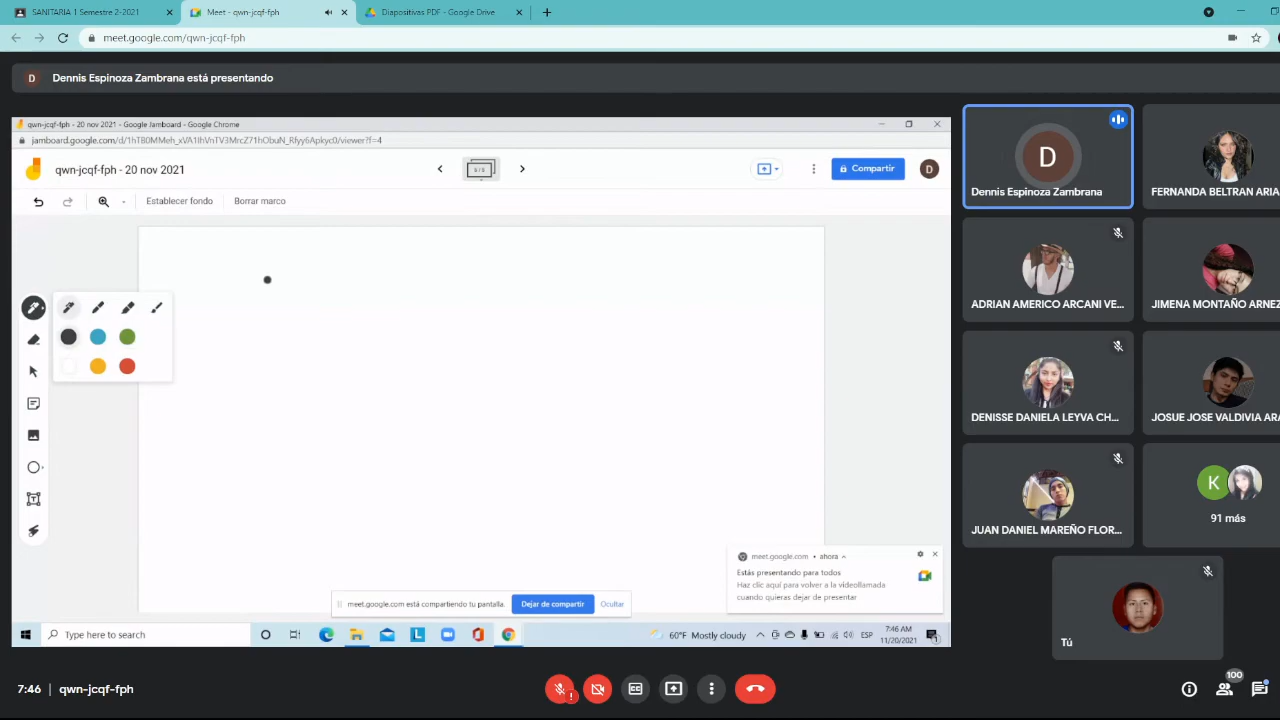 SANITARIA 1 Semestre 2-2021
Meet - qwn-jcqf-fph
Diapositivas PDF - Google Drive
meet.google.com/qwn-jcqf-fph
D Dennis Espinoza Zambrana está presentando
qwn-jcqf-fph - 20 nov 2021 - Google Jamboard - Google Chrome
qwn-jcqf-fph - 20 nov 2021
Compartir
D
Establecer fondo
Borrar marco
meet.google.com • ahora
Estás presentando para todos
Haz clic aquí para volver a la videollamada
cuando quieras dejar de presentar
meet.google.com está compartiendo tu pantalla.
Dejar de compartir
Ocultar
Type here to search
60°F Mostly cloudy
ESP
7:46 AM
11/20/2021
D
Dennis Espinoza Zambrana
FERNANDA BELTRAN ARIA
ADRIAN AMERICO ARCANI VE...
JIMENA MONTAÑO ARNEZ
DENISSE DANIELA LEYVA CH...
JOSUE JOSE VALDIVIA ARA
JUAN DANIEL MAREÑO FLOR...
K
91 más
Tú
7:46 | qwn-jcqf-fph
100